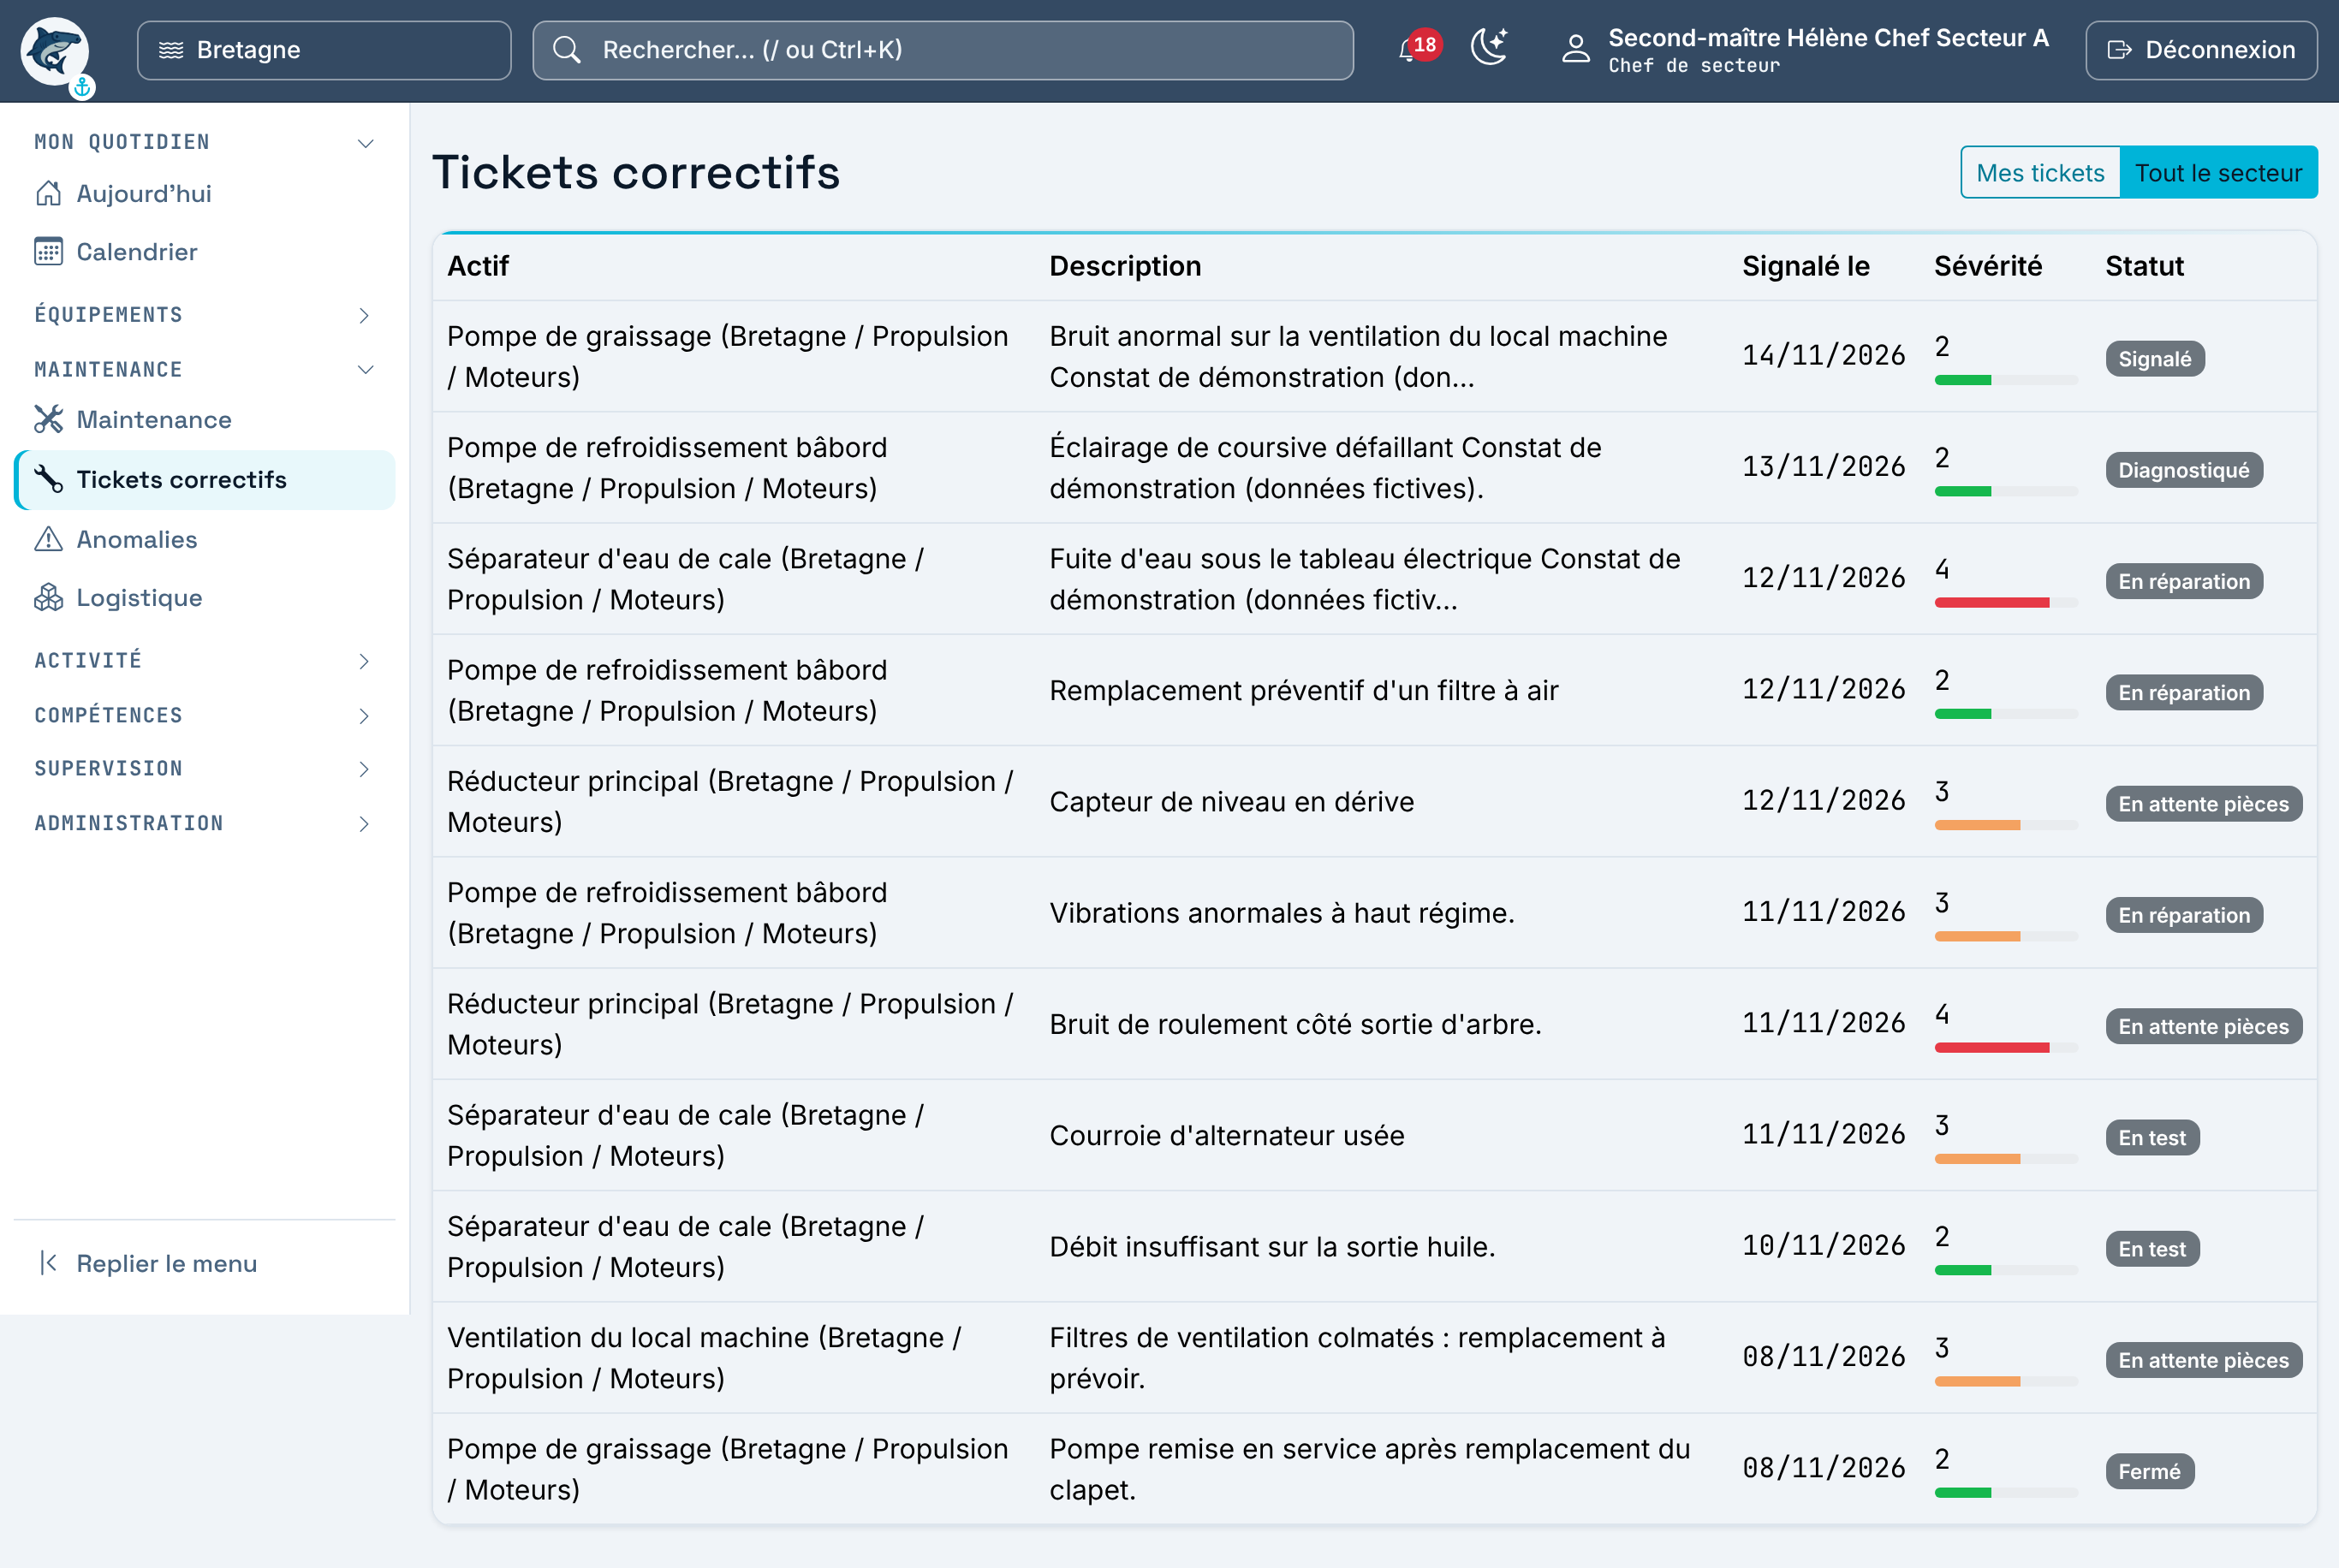 Bretagne
Rechercher... (/ ou Ctrl+K)
18
Second-maître Hélène Chef Secteur A
Chef de secteur
Déconnexion
MON QUOTIDIEN
Aujourd'hui
Calendrier
ÉQUIPEMENTS
MAINTENANCE
Maintenance
Tickets correctifs
Anomalies
Logistique
ACTIVITÉ
COMPÉTENCES
SUPERVISION
ADMINISTRATION
Replier le menu
Tickets correctifs
Mes tickets
Tout le secteur
Actif
Description
Signalé le
Sévérité
Statut
Pompe de graissage (Bretagne / Propulsion
/ Moteurs)
Bruit anormal sur la ventilation du local machine
Constat de démonstration (don...
14/11/2026
2
Signalé
Pompe de refroidissement bâbord
(Bretagne / Propulsion / Moteurs)
Éclairage de coursive défaillant Constat de
démonstration (données fictives).
13/11/2026
2
Diagnostiqué
Séparateur d'eau de cale (Bretagne /
Propulsion / Moteurs)
Fuite d'eau sous le tableau électrique Constat de
démonstration (données fictiv...
12/11/2026
4
En réparation
Pompe de refroidissement bâbord
(Bretagne / Propulsion / Moteurs)
Remplacement préventif d'un filtre à air
12/11/2026
2
En réparation
Réducteur principal (Bretagne / Propulsion /
Moteurs)
Capteur de niveau en dérive
12/11/2026
3
En attente pièces
Pompe de refroidissement bâbord
(Bretagne / Propulsion / Moteurs)
Vibrations anormales à haut régime.
11/11/2026
3
En réparation
Réducteur principal (Bretagne / Propulsion /
Moteurs)
Bruit de roulement côté sortie d'arbre.
11/11/2026
4
En attente pièces
Séparateur d'eau de cale (Bretagne /
Propulsion / Moteurs)
Courroie d'alternateur usée
11/11/2026
3
En test
Séparateur d'eau de cale (Bretagne /
Propulsion / Moteurs)
Débit insuffisant sur la sortie huile.
10/11/2026
2
En test
Ventilation du local machine (Bretagne /
Propulsion / Moteurs)
Filtres de ventilation colmatés : remplacement à
prévoir.
08/11/2026
3
En attente pièces
Pompe de graissage (Bretagne / Propulsion
/ Moteurs)
Pompe remise en service après remplacement du
clapet.
08/11/2026
2
Fermé